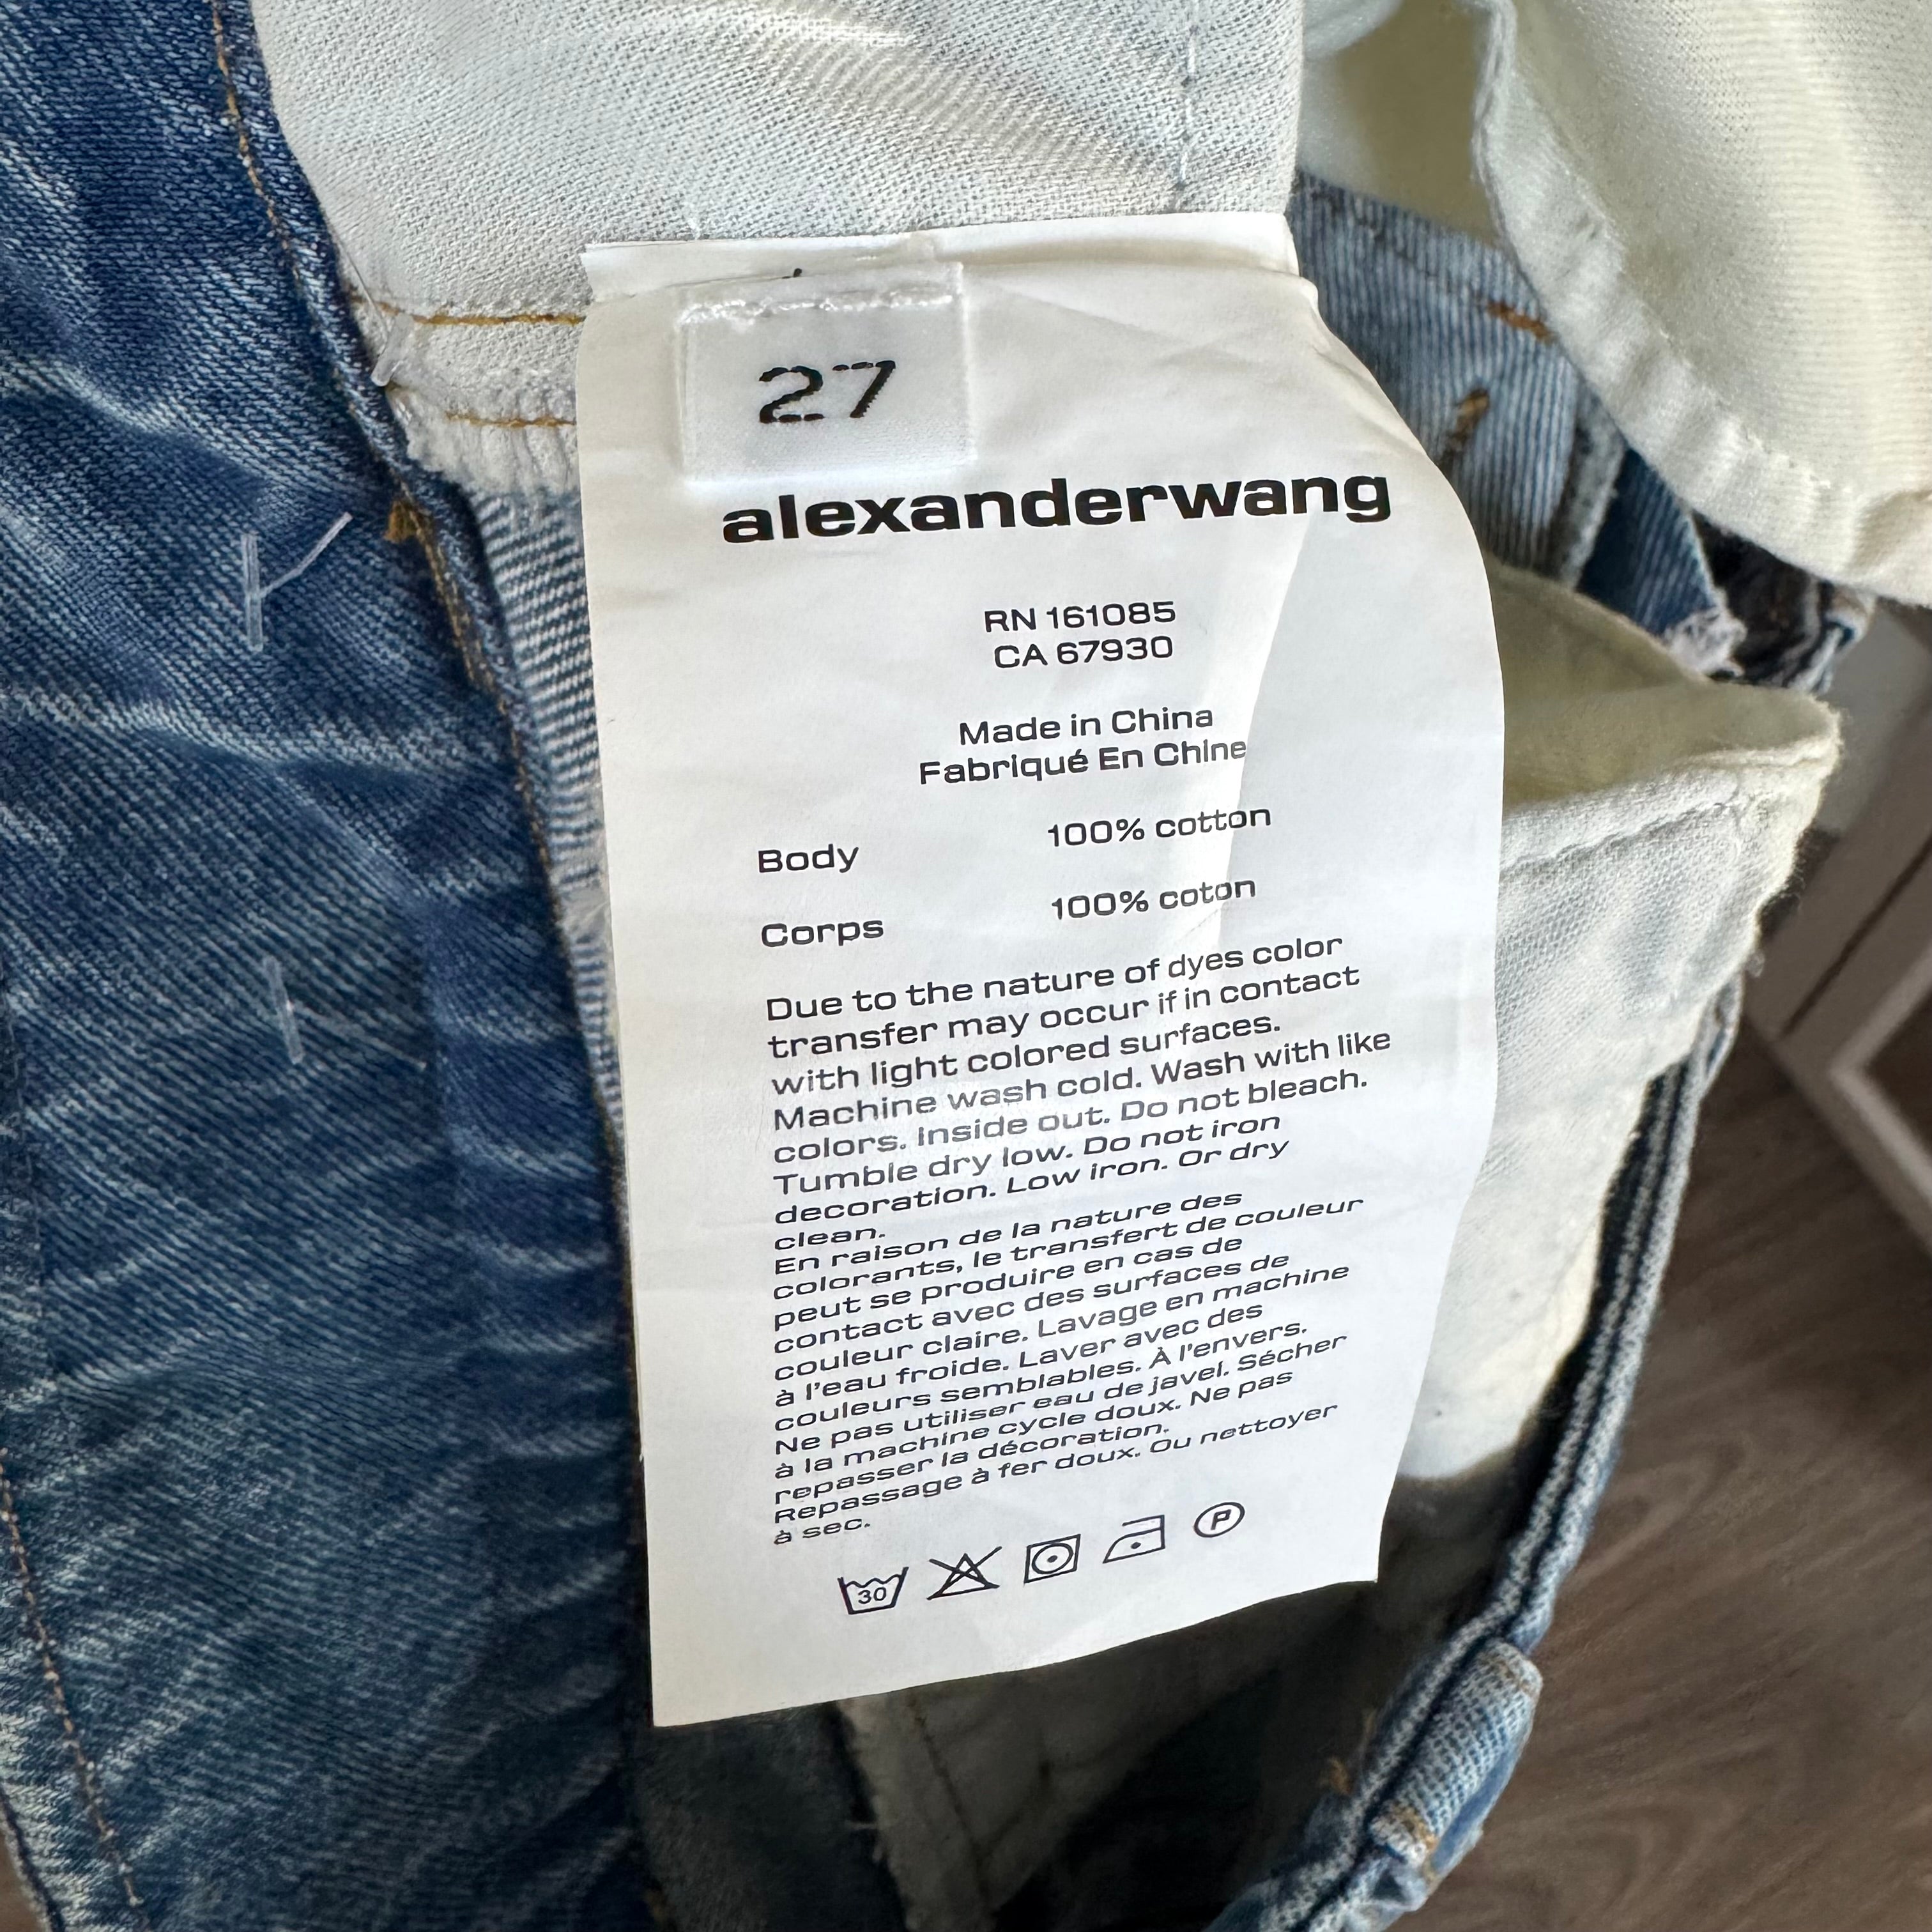 27
alexanderwang
RN 161085
CA 67930
Made in China
Fabriqué En Chine
Body 100% cotton
Corps 100% coton
Due to the nature of dyes color
transfer may occur if in contact
with light colored surfaces.
Machine wash cold. Wash with like
colors. Inside out. Do not bleach.
Tumble dry low. Do not iron
decoration. Low iron. Or dry
clean.
En raison de la nature des
colorants, le transfert de couleur
peut se produire en cas de
contact avec des surfaces de
couleur claire. Lavage en machine
à l'eau froide. Laver avec des
couleurs semblables. À l'envers.
Ne pas utiliser eau de javel. Sécher
à la machine cycle doux. Ne pas
repasser la décoration.
Repassage à fer doux. Ou nettoyer
à sec.
30 P